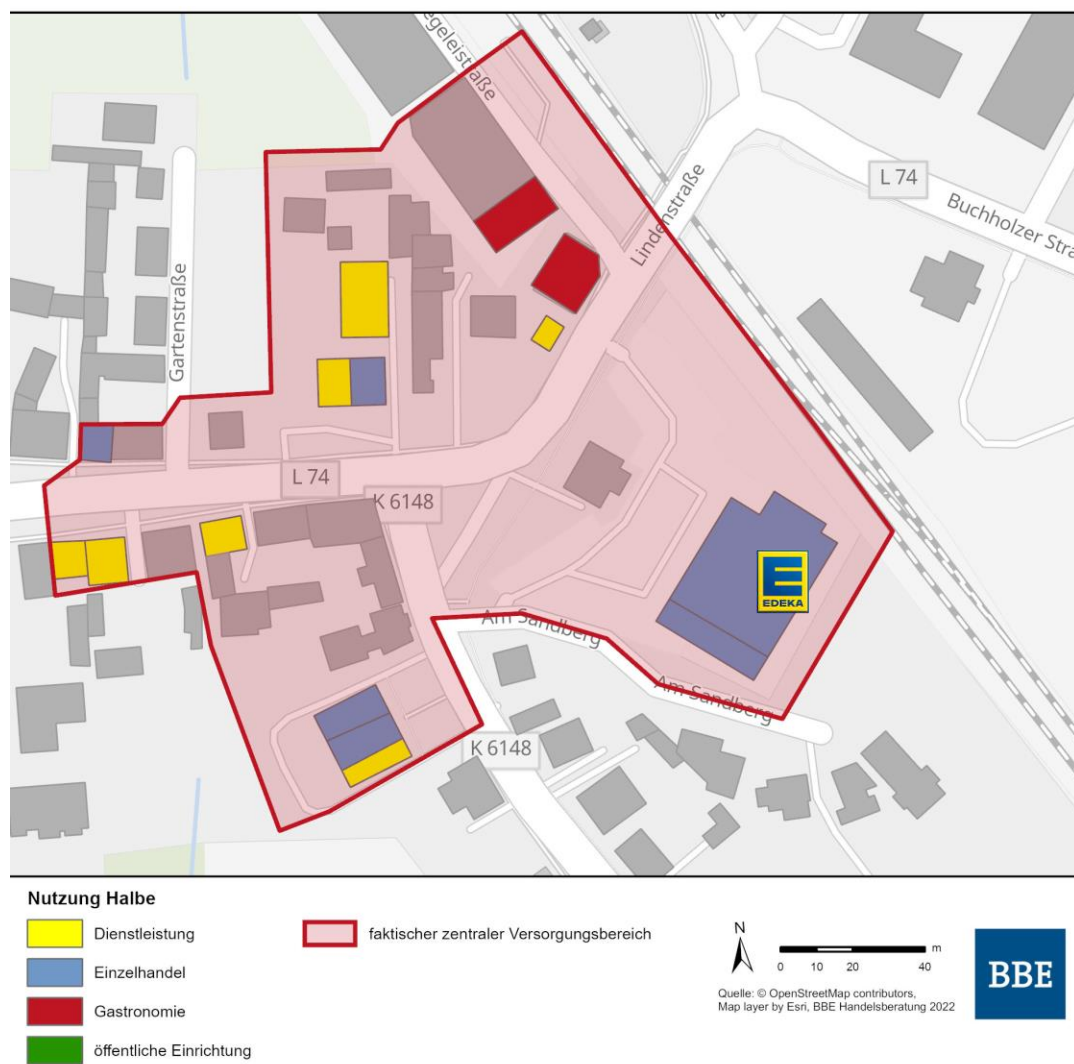 egeleistraße
Lindenstraße
L 74
Buchholzer Stra
Gartenstraße
L 74
K 6148
EDEKA
Am Sandberg
Am Sandberg
K 6148
Nutzung Halbe
Dienstleistung
Einzelhandel
Gastronomie
öffentliche Einrichtung
faktischer zentraler Versorgungsbereich
N
m
0 10 20 40
Quelle: © OpenStreetMap contributors,
Map layer by Esri, BBE Handelsberatung 2022
BBE